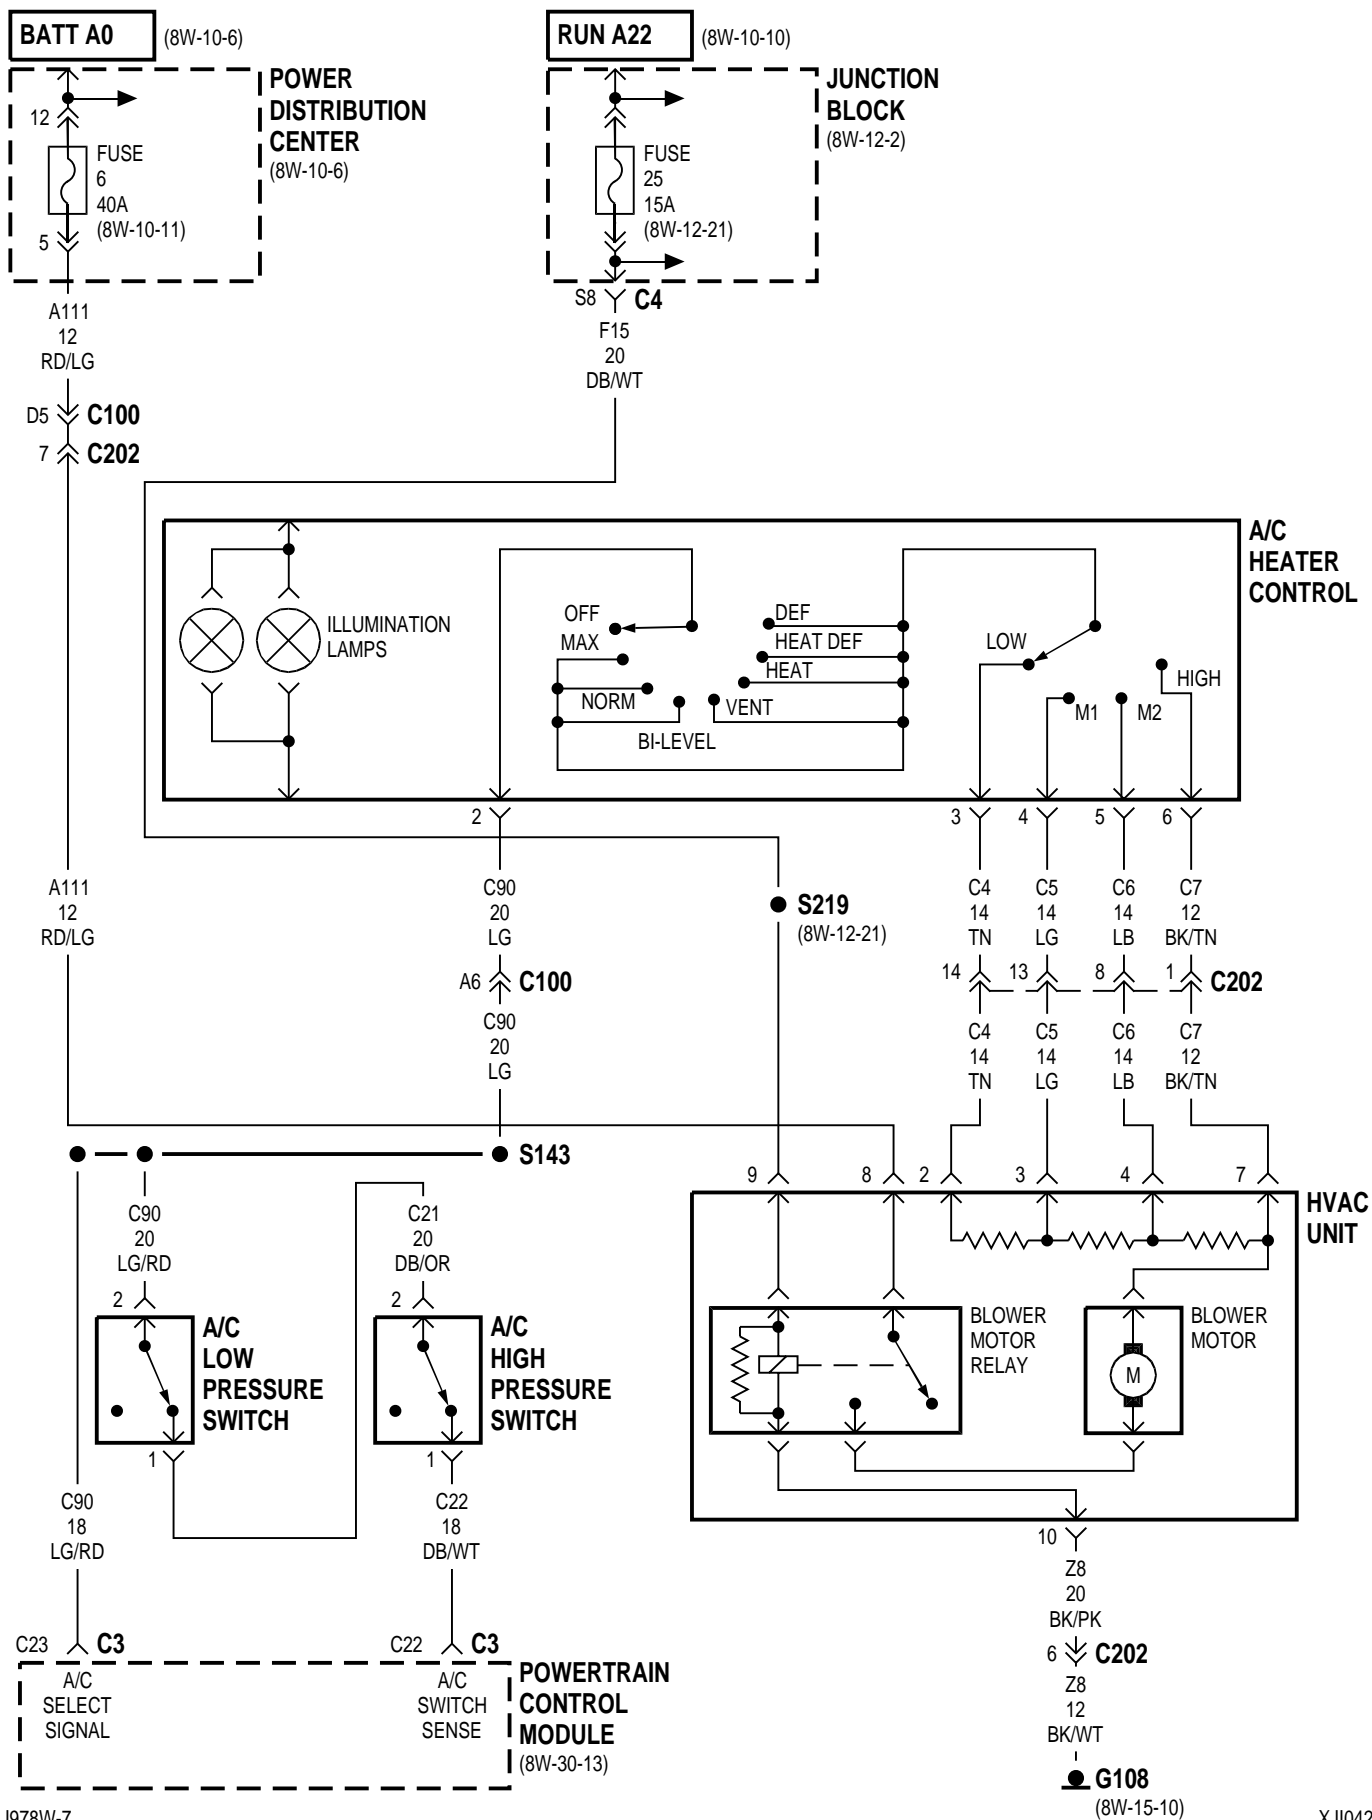 BATT A0 (8W-10-6)
RUN A22 (8W-10-10)
POWER
DISTRIBUTION
CENTER
(8W-10-6)
12
FUSE
6
40A
(8W-10-11)
5
JUNCTION
BLOCK
(8W-12-2)
FUSE
25
15A
(8W-12-21)
S8 C4
A111
12
RD/LG
F15
20
DB/WT
D5 C100
7 C202
A/C
HEATER
CONTROL
ILLUMINATION
LAMPS
OFF
MAX
NORM
BI-LEVEL
DEF
HEAT DEF
HEAT
VENT
LOW
M1
M2
HIGH
2 3 4 5 6
A111
12
RD/LG
C90
20
LG
S219
(8W-12-21)
C4
14
TN
C5
14
LG
C6
14
LB
C7
12
BK/TN
A6 C100
14 13 8 1 C202
C90
20
LG
C4
14
TN
C5
14
LG
C6
14
LB
C7
12
BK/TN
S143
9 8 2 3 4 7
HVAC
UNIT
C90
20
LG/RD
C21
20
DB/OR
2
A/C
LOW
PRESSURE
SWITCH
1
2
A/C
HIGH
PRESSURE
SWITCH
1
BLOWER
MOTOR
RELAY
BLOWER
MOTOR
M
C90
18
LG/RD
C22
18
DB/WT
10
Z8
20
BK/PK
6 C202
Z8
12
BK/WT
G108
(8W-15-10)
C23 C3
C22 C3
A/C
SELECT
SIGNAL
A/C
SWITCH
SENSE
POWERTRAIN
CONTROL
MODULE
(8W-30-13)
J978W-7